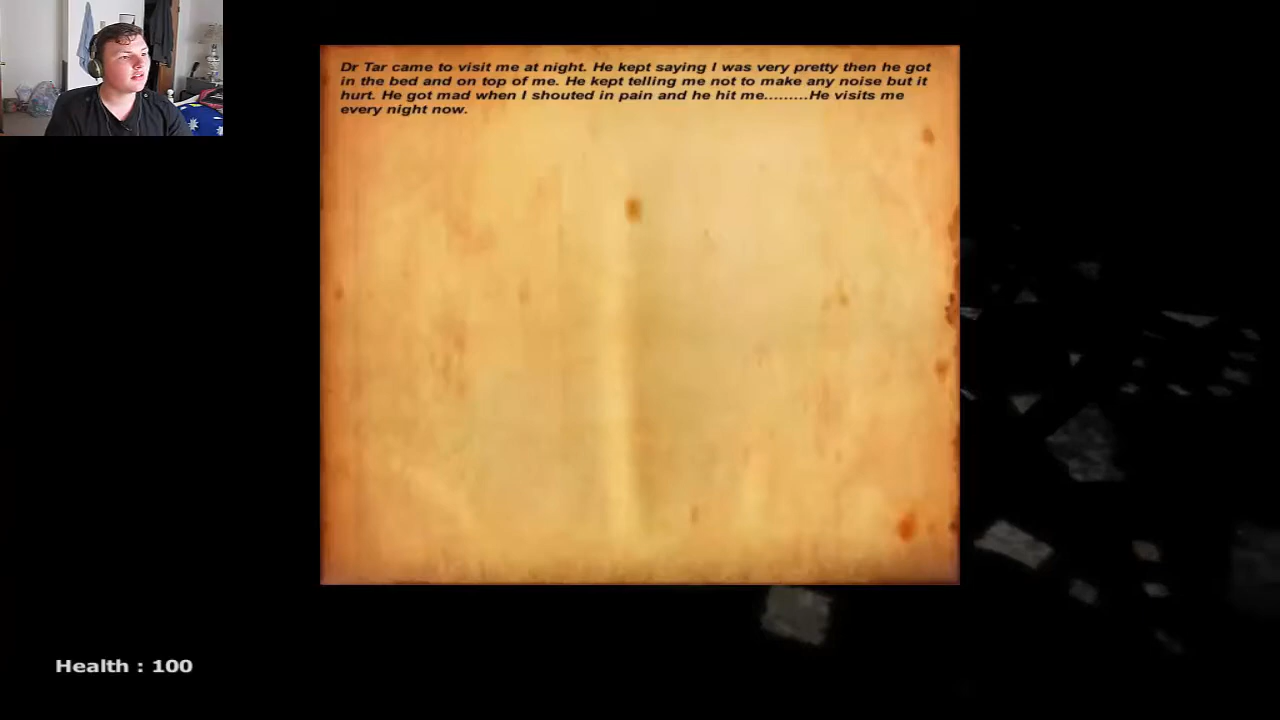 Dr Tar came to visit me at night. He kept saying I was very pretty then he got
in the bed and on top of me. He kept telling me not to make any noise but it
hurt. He got mad when I shouted in pain and he hit me.........He visits me
every night now.
Health : 100